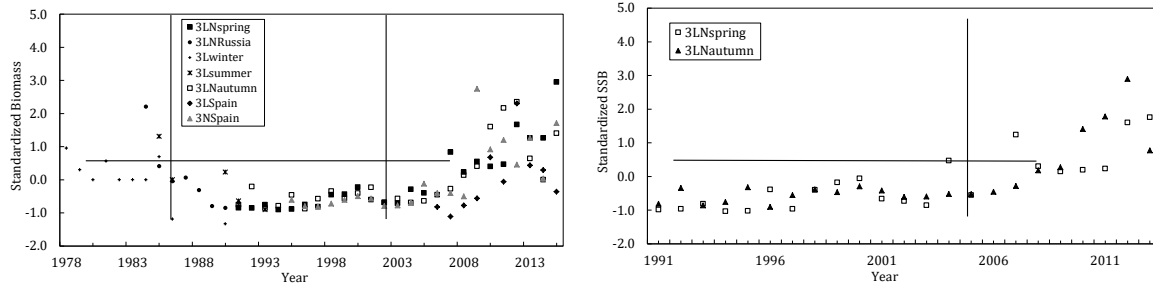 5.0
4.0
3.0
2.0
1.0
0.0
-1.0
-2.0
Standardized Biomass
3LNspring
3LNRussia
3Lwinter
3Lsummer
3LNautumn
3LSpain
3NSpain
1978 1983 1988 1993 1998 2003 2008 2013
Year
5.0
4.0
3.0
2.0
1.0
0.0
-1.0
-2.0
Standardized SSB
3LNspring
3LNautumn
1991 1996 2001 2006 2011
Year